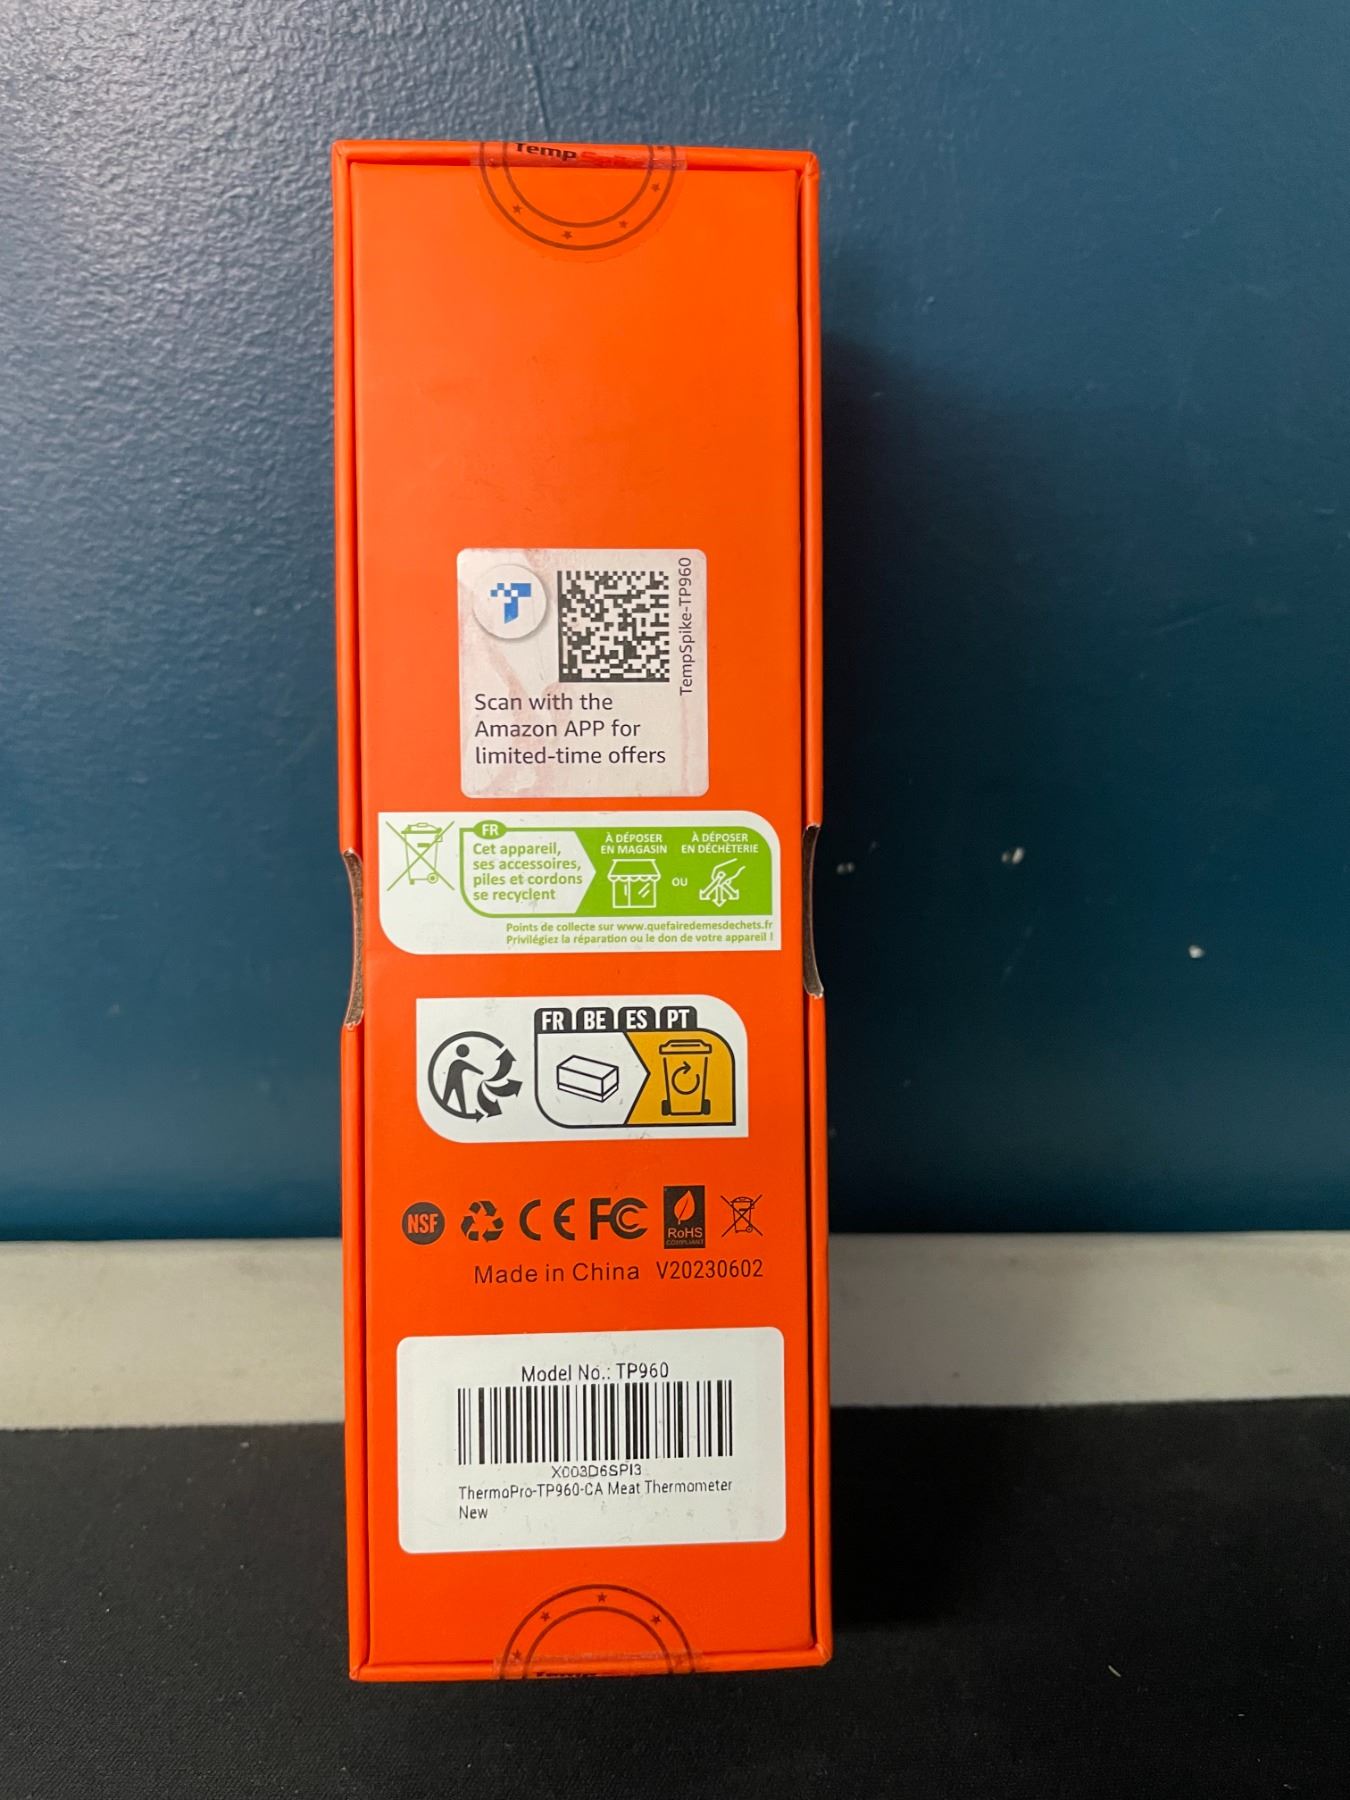 Temp
TempSpike-TP960
Scan with the
Amazon APP for
limited-time offers
FR
Cet appareil,
ses accessoires,
piles et cordons
se recyclent
À DÉPOSER
EN MAGASIN
OU
À DÉPOSER
EN DÉCHÈTERIE
Points de collecte sur www.quefairedemesdechets.fr
Privilégiez la réparation ou le don de votre appareil !
FR BE ES PT
NSF CE FC RoHS
COMPLIANT
Made in China V20230602
Model No.: TP960
X003D6SPI3
ThermoPro-TP960-CA Meat Thermometer
New